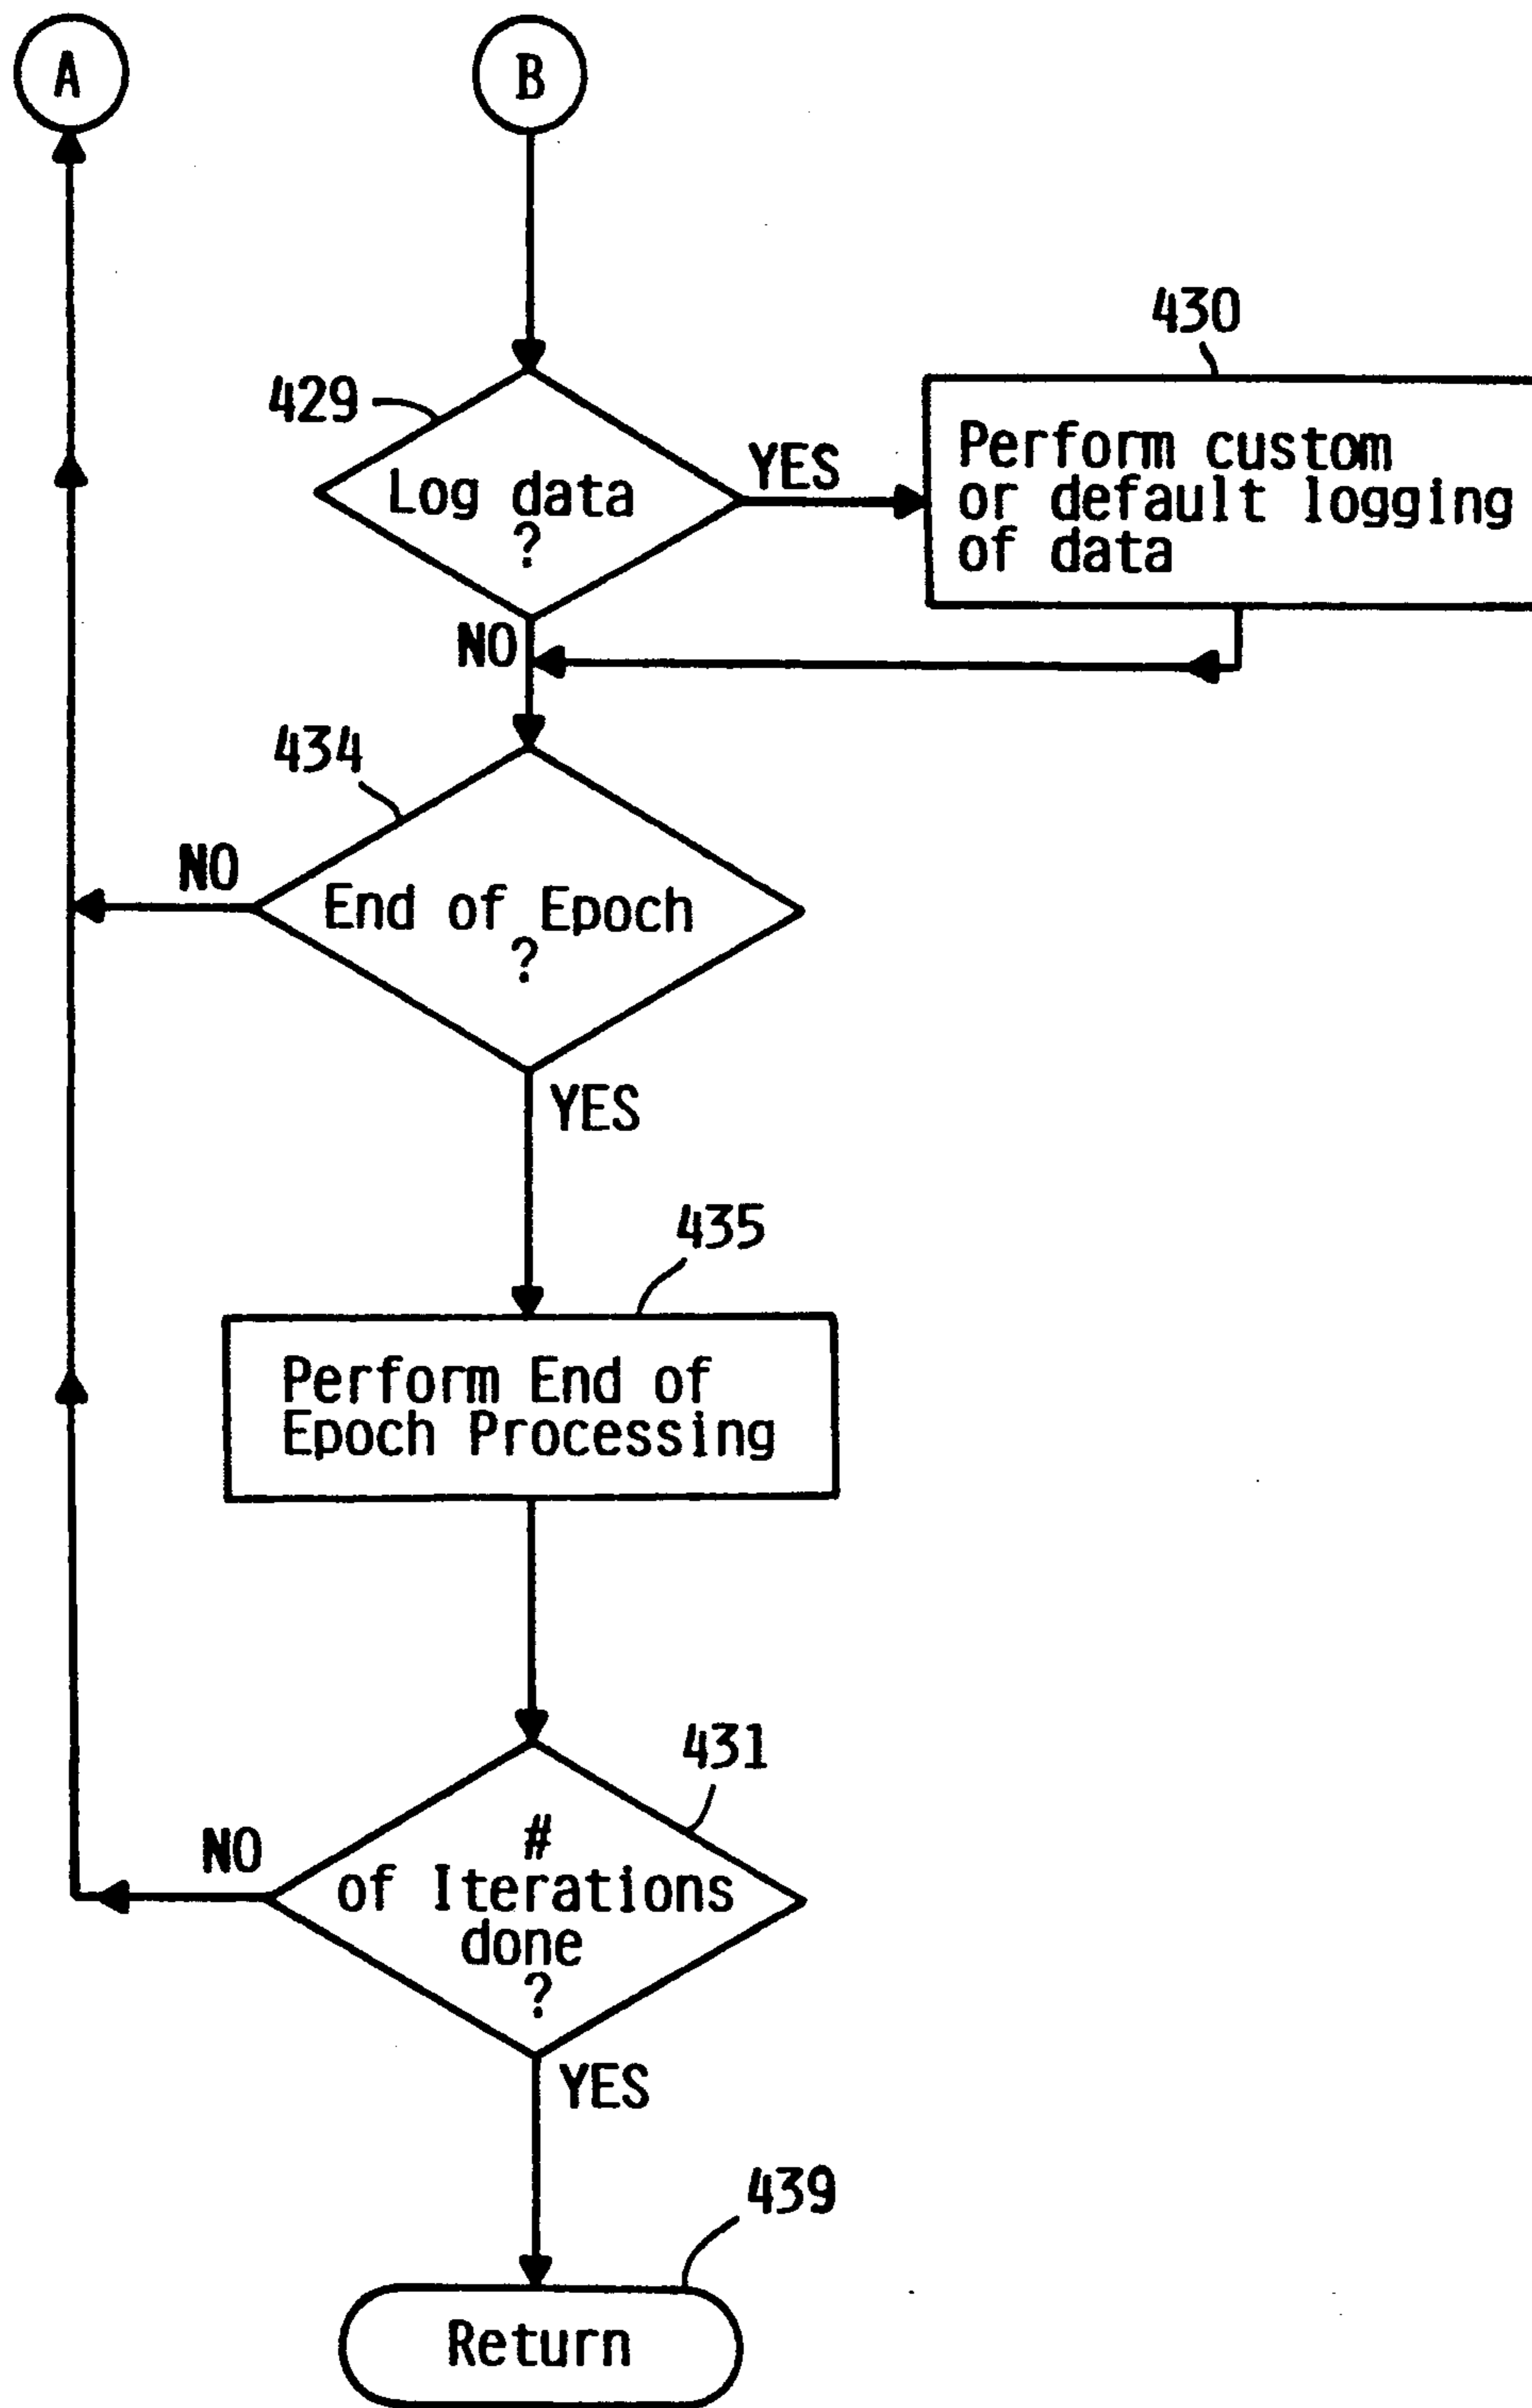 A
B
430
429
YES
Perform custom
or default logging
of data
Log data
?
NO
434
NO
End of Epoch
?
YES
435
Perform End of
Epoch Processing
431
NO
#
of Iterations
done
?
YES
439
Return